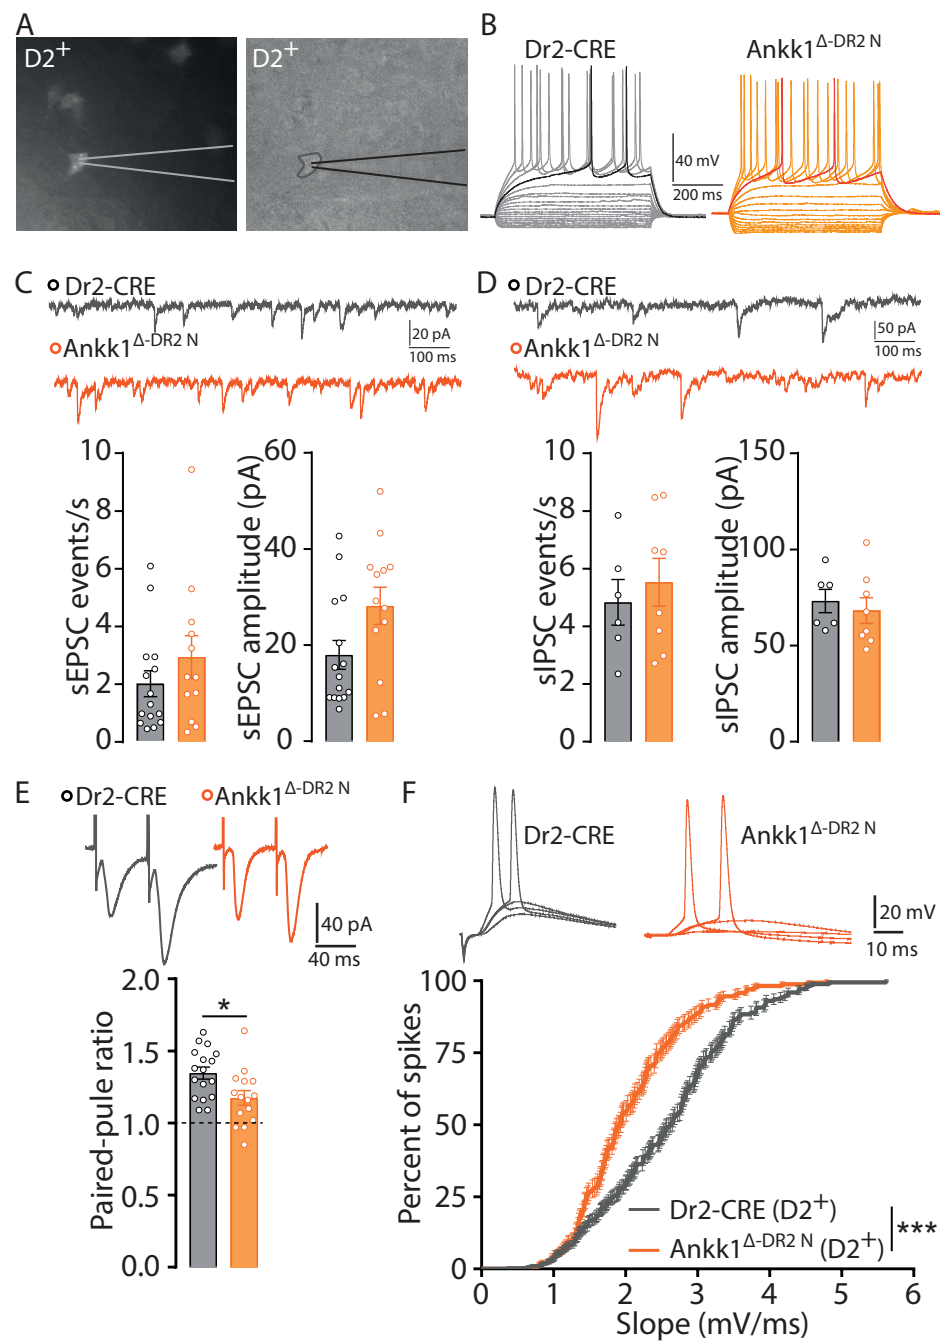 A
D2+
D2+
B
Dr2-CRE
Ankk1Δ-DR2 N
40 mV
200 ms
C
Dr2-CRE
20 pA
100 ms
Ankk1Δ-DR2 N
10
8
6
4
2
0
sEPSC events/s
60
40
20
0
sEPSC amplitude (pA)
D
Dr2-CRE
50 pA
100 ms
Ankk1Δ-DR2 N
10
8
6
4
2
0
sIPSC events/s
150
100
50
0
sIPSC amplitude (pA)
E
Dr2-CRE
Ankk1Δ-DR2 N
40 pA
40 ms
2.0
1.5
1.0
0.5
0.0
Paired-pule ratio
*
F
Dr2-CRE
Ankk1Δ-DR2 N
20 mV
10 ms
100
75
50
25
0
Percent of spikes
Dr2-CRE (D2+)
Ankk1Δ-DR2 N (D2+)
***
0 1 2 3 4 5 6
Slope (mV/ms)